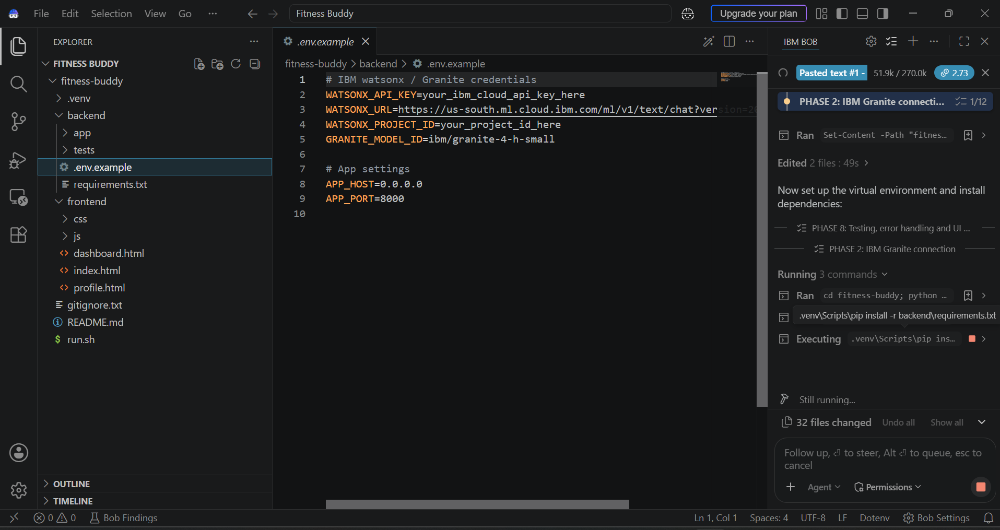 File Edit Selection View Go ···
Fitness Buddy
Upgrade your plan
EXPLORER
FITNESS BUDDY
fitness-buddy
.venv
backend
app
tests
.env.example
requirements.txt
frontend
css
js
dashboard.html
index.html
profile.html
gitignore.txt
README.md
run.sh
OUTLINE
TIMELINE
.env.example
fitness-buddy > backend > .env.example
1 # IBM watsonx / Granite credentials
2 WATSONX_API_KEY=your_ibm_cloud_api_key_here
3 WATSONX_URL=https://us-south.ml.cloud.ibm.com/ml/v1/text/chat?version=20
4 WATSONX_PROJECT_ID=your_project_id_here
5 GRANITE_MODEL_ID=ibm/granite-4-h-small
6
7 # App settings
8 APP_HOST=0.0.0.0
9 APP_PORT=8000
10
IBM BOB
Pasted text #1 - 51.9k / 270.0k 2.73
PHASE 2: IBM Granite connecti... 1/12
Ran Set-Content -Path "fitnes...
Edited 2 files : 49s >
Now set up the virtual environment and install
dependencies:
PHASE 8: Testing, error handling and UI ...
PHASE 2: IBM Granite connection
Running 3 commands
Ran cd fitness-buddy; python ...
.venv\Scripts\pip install -r backend\requirements.txt
Executing .venv\Scripts\pip ins...
Still running...
32 files changed Undo all Show all
Follow up, ⏎ to steer, Alt ⏎ to queue, esc to
cancel
Agent Permissions
0 0 Bob Findings
Ln 1, Col 1 Spaces: 4 UTF-8 LF Dotenv Bob Settings